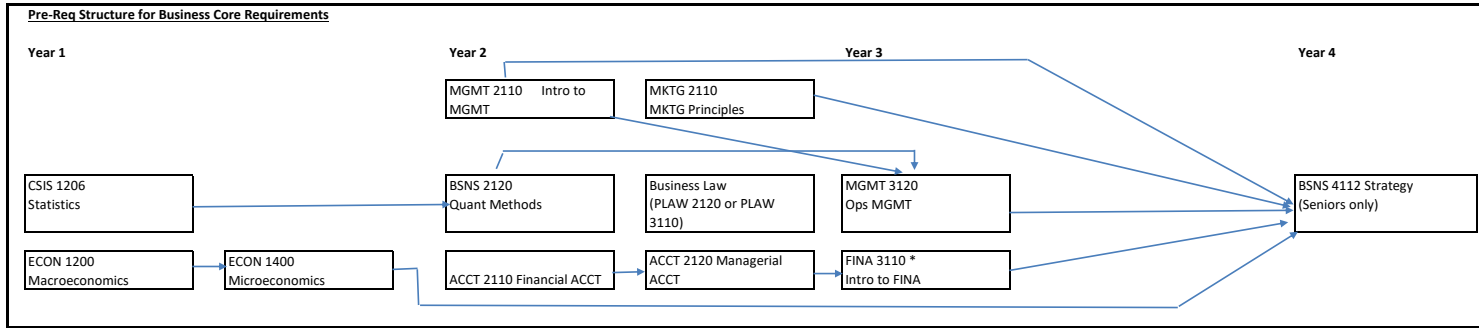 Pre-Req Structure for Business Core Requirements
Year 1
Year 2
Year 3
Year 4
MGMT 2110 Intro to
MGMT
MKTG 2110
MKTG Principles
CSIS 1206
Statistics
BSNS 2120
Quant Methods
Business Law
(PLAW 2120 or PLAW
3110)
MGMT 3120
Ops MGMT
BSNS 4112 Strategy
(Seniors only)
ECON 1200
Macroeconomics
ECON 1400
Microeconomics
ACCT 2110 Financial ACCT
ACCT 2120 Managerial
ACCT
FINA 3110 *
Intro to FINA